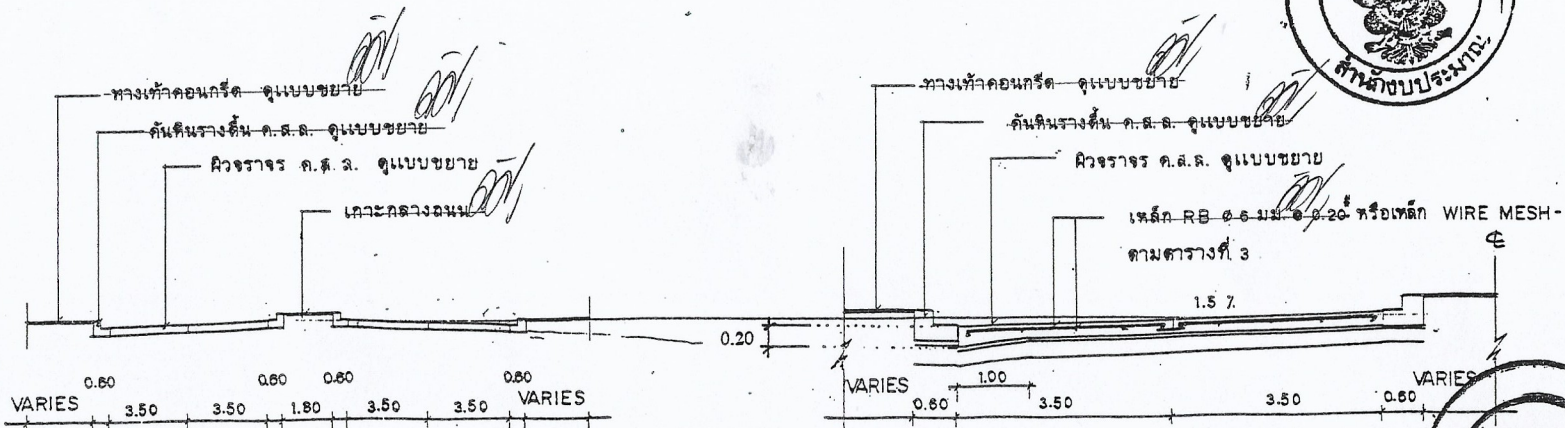 สำนักงบประมาณ
ทางเท้าคอนกรีต ดูแบบขยาย
คันหินรางตื้น ค.ส.ล. ดูแบบขยาย
ผิวจราจร ค.ส.ล. ดูแบบขยาย
เกาะกลางถนน
0.60 0.60 0.60 0.60
VARIES 3.50 3.50 1.80 3.50 3.50 VARIES
ทางเท้าคอนกรีต ดูแบบขยาย
คันหินรางตื้น ค.ส.ล. ดูแบบขยาย
ผิวจราจร ค.ส.ล. ดูแบบขยาย
เหล็ก RB Ø 6 มม. @ 0.20 หรือเหล็ก WIRE MESH
ตามตารางที่ 3
1.5 %
0.20
VARIES 0.60 1.00 3.50 3.50 0.60 VARIES